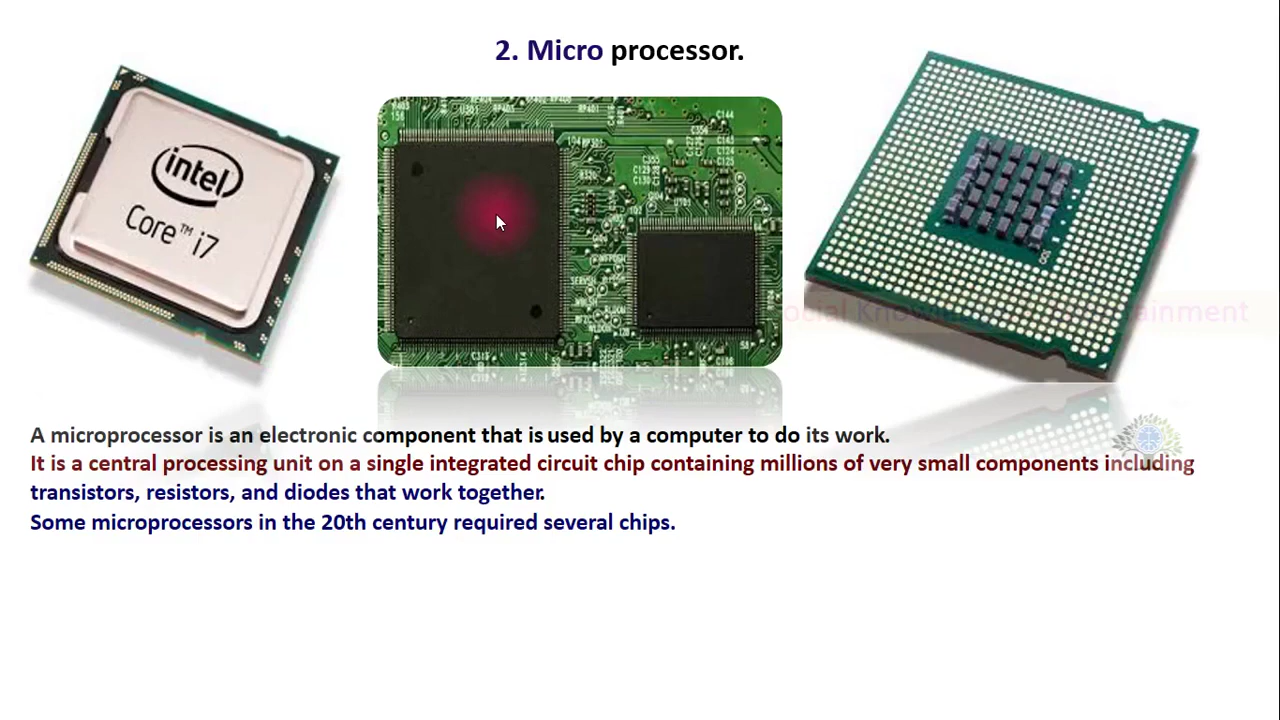 2. Micro processor.
intel
Core™ i7
A microprocessor is an electronic component that is used by a computer to do its work.
It is a central processing unit on a single integrated circuit chip containing millions of very small components including
transistors, resistors, and diodes that work together.
Some microprocessors in the 20th century required several chips.